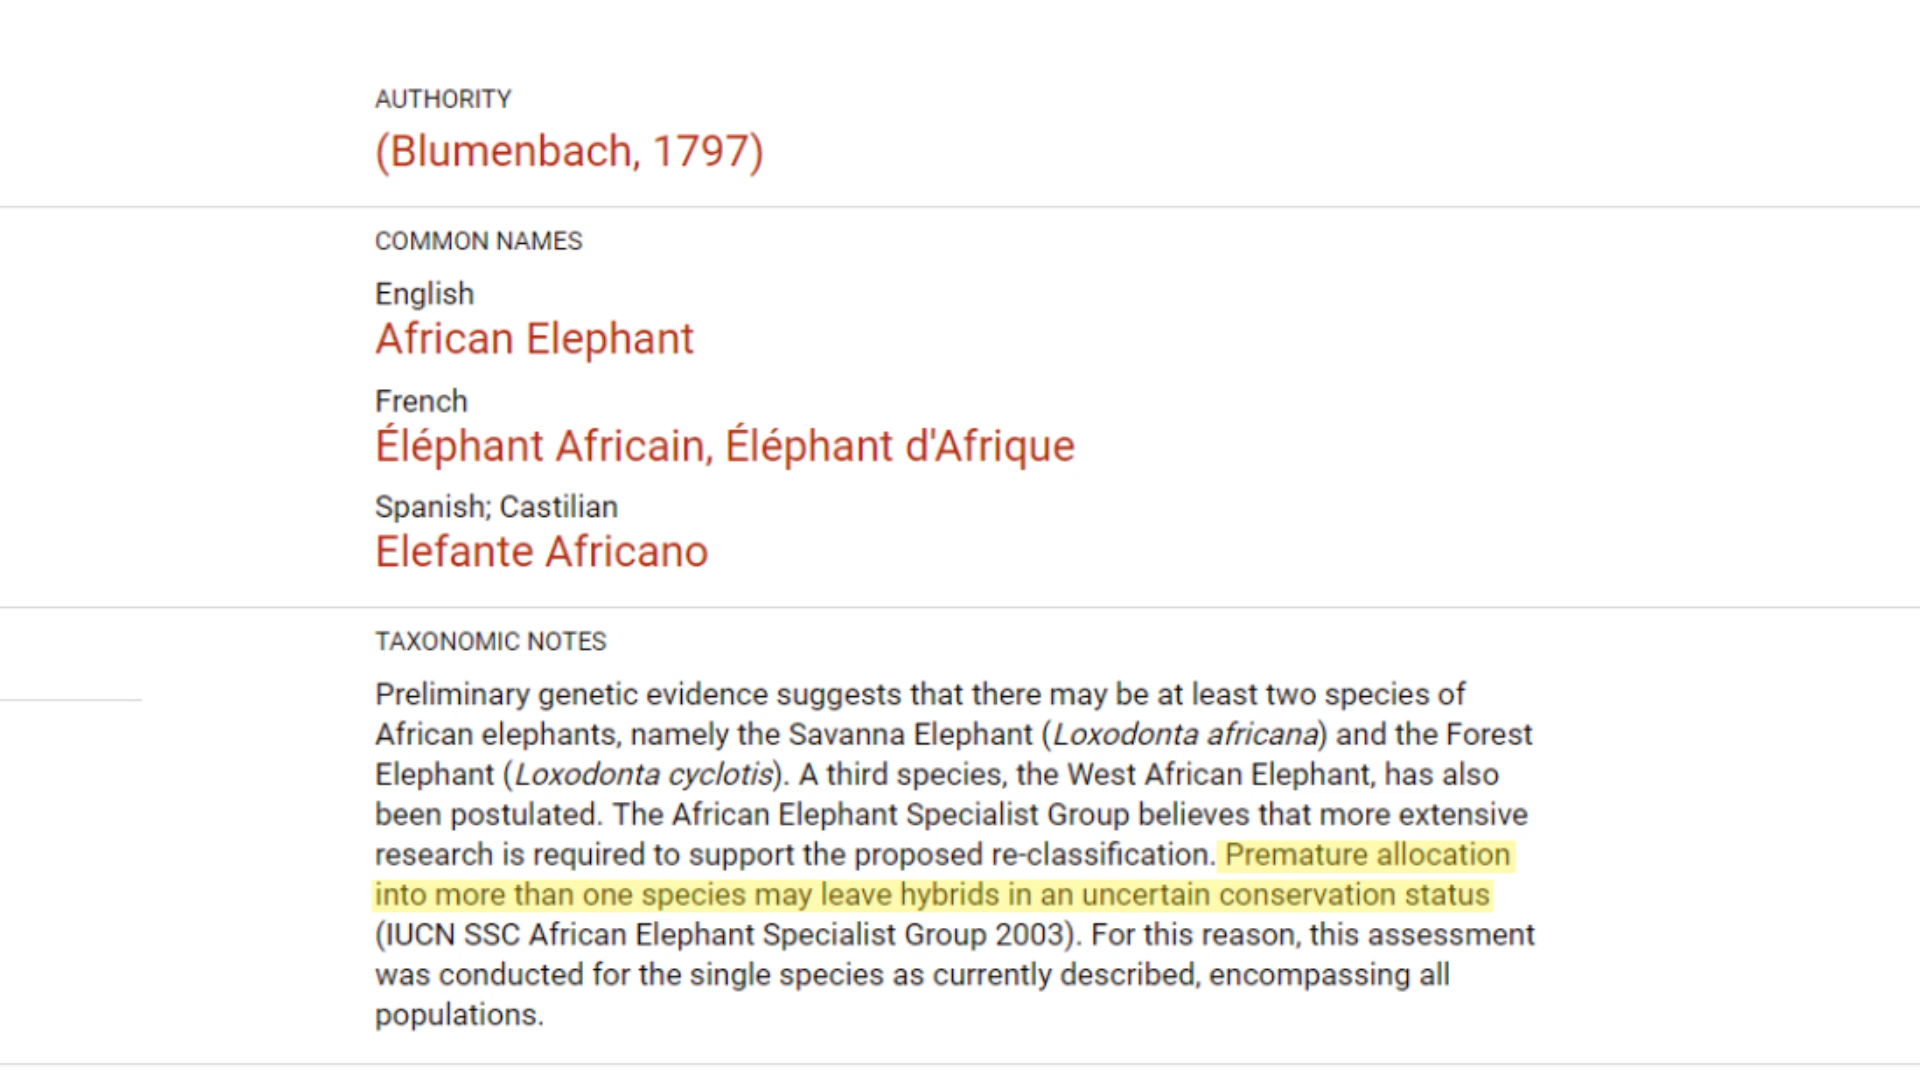 AUTHORITY
(Blumenbach, 1797)
COMMON NAMES
English
African Elephant
French
Éléphant Africain, Éléphant d'Afrique
Spanish; Castilian
Elefante Africano
TAXONOMIC NOTES
Preliminary genetic evidence suggests that there may be at least two species of
African elephants, namely the Savanna Elephant (Loxodonta africana) and the Forest
Elephant (Loxodonta cyclotis). A third species, the West African Elephant, has also
been postulated. The African Elephant Specialist Group believes that more extensive
research is required to support the proposed re-classification. Premature allocation
into more than one species may leave hybrids in an uncertain conservation status
(IUCN SSC African Elephant Specialist Group 2003). For this reason, this assessment
was conducted for the single species as currently described, encompassing all
populations.